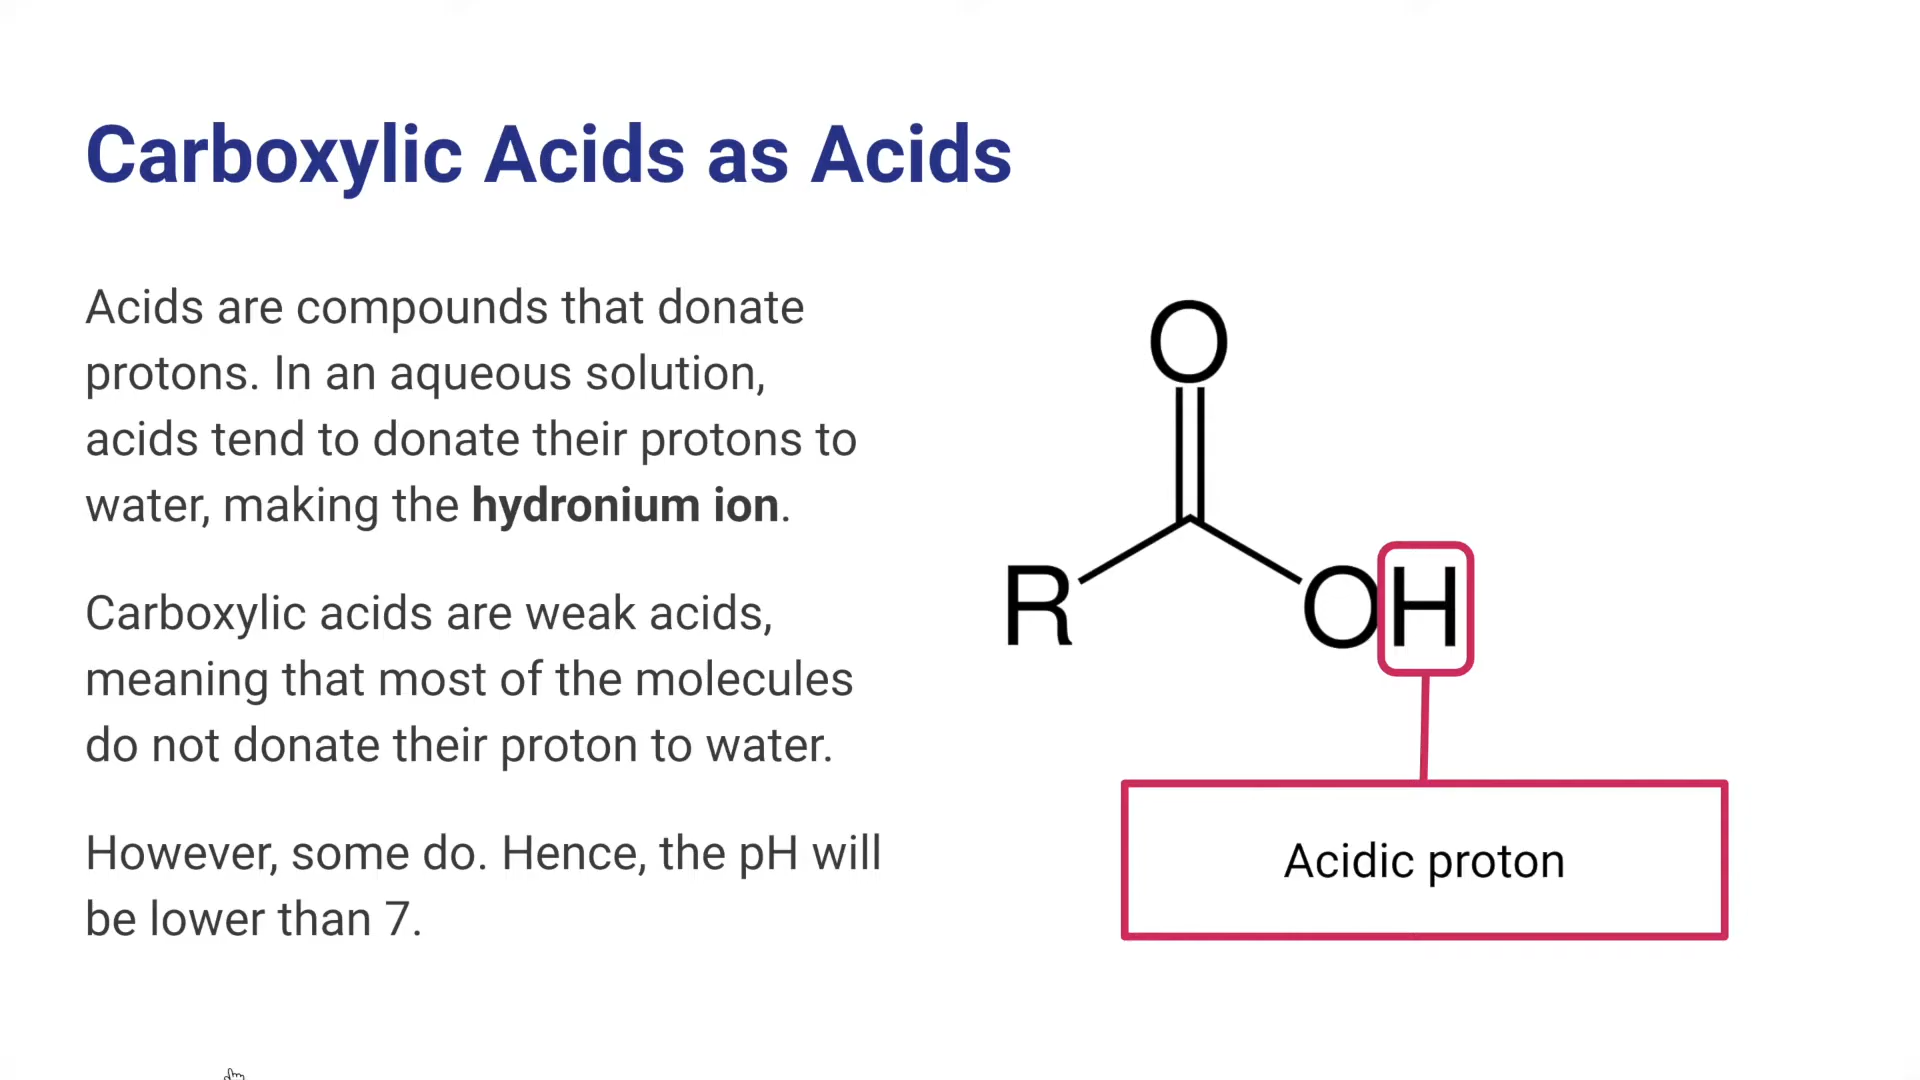 Carboxylic Acids as Acids
Acids are compounds that donate
protons. In an aqueous solution,
acids tend to donate their protons to
water, making the hydronium ion.
Carboxylic acids are weak acids,
meaning that most of the molecules
do not donate their proton to water.
However, some do. Hence, the pH will
be lower than 7.
O
R
OH
Acidic proton